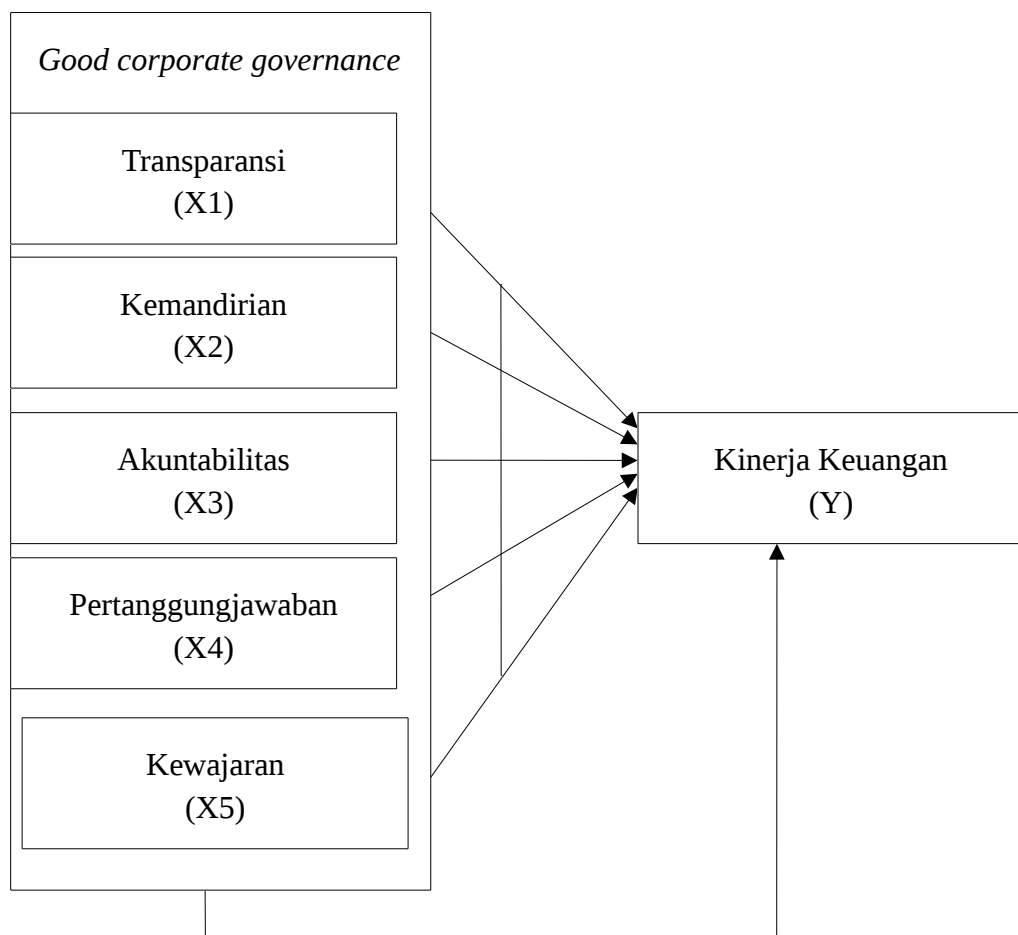 Good corporate governance
Transparansi
(X1)
Kemandirian
(X2)
Akuntabilitas
(X3)
Pertanggungjawaban
(X4)
Kewajaran
(X5)
Kinerja Keuangan
(Y)